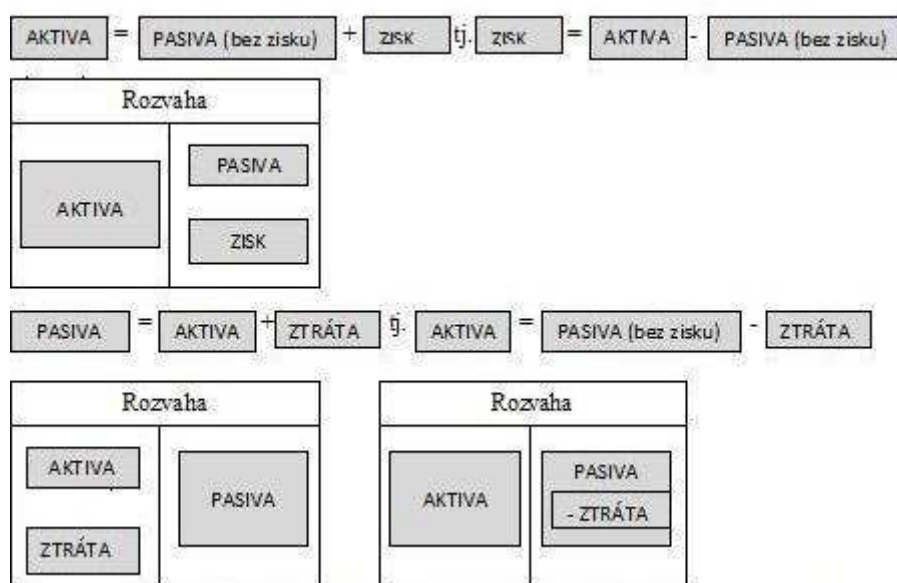 AKTIVA = PASIVA (bez zisku) + ZISK tj. ZISK = AKTIVA - PASIVA (bez zisku)
Rozvaha
AKTIVA
PASIVA
ZISK
PASIVA = AKTIVA + ZTRÁTA tj. AKTIVA = PASIVA (bez zisku) - ZTRÁTA
Rozvaha
AKTIVA
ZTRÁTA
PASIVA
Rozvaha
AKTIVA
PASIVA
- ZTRÁTA